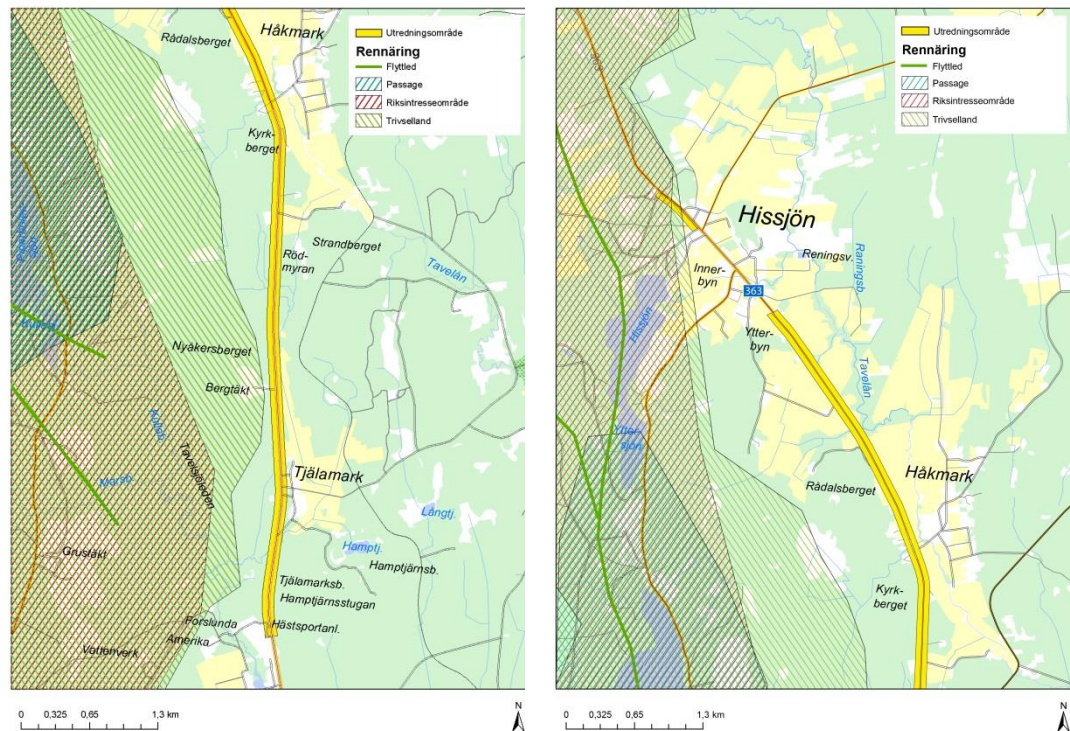 Rådalsberget
Håkmark
Utredningsområde
Rennäring
Flyttled
Passage
Riksintresseområde
Trivselland
Kyrk-
berget
Strandberget
Röd-
myran
Tavelån
Nyåkersberget
Bergtäkt
Tavelsjöleden
Tjälamark
Långtj.
Hamptj.
Hamptjärnsb.
Grustäkt
Tjälamarksb.
Hamptjärnsstugan
Forslunda
Hästsportanl.
Amerika
Vattenverk
0 0,325 0,65 1,3 km
N
Utredningsområde
Rennäring
Flyttled
Passage
Riksintresseområde
Trivselland
Hissjön
Reningsv.
Raningsb.
Inner-
byn
363
Hissjön
Ytter-
byn
Tavelån
Ytter-
sjön
Håkmark
Rådalsberget
Kyrk-
berget
0 0,325 0,65 1,3 km
N